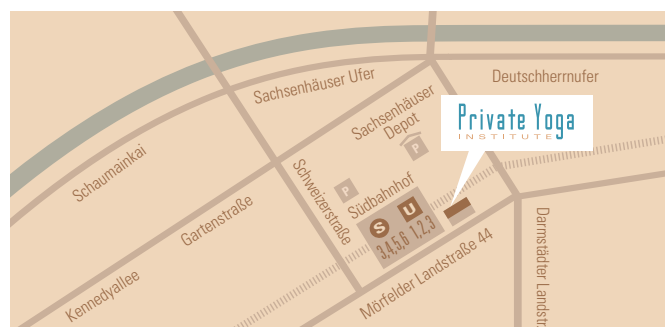 Sachsenhäuser Ufer
Deutschherrnufer
Schaumainkai
Sachsenhäuser
Depot
P
Private Yoga
INSTITUTE
P
Schweizerstraße
Südbahnhof
Gartenstraße
S U
3,4,5,6 1,2,3
Kennedyallee
Mörfelder Landstraße 44
Darmstädter Landstr